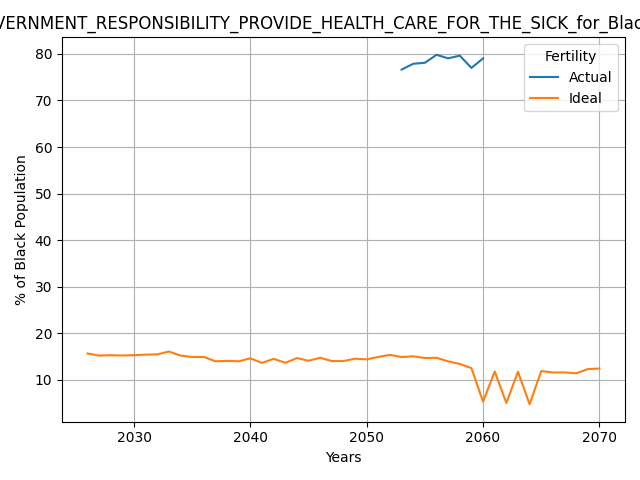 VERNMENT_RESPONSIBILITY_PROVIDE_HEALTH_CARE_FOR_THE_SICK_for_Blac
Fertility
Actual
Ideal
% of Black Population
80
70
60
50
40
30
20
10
2030 2040 2050 2060 2070
Years